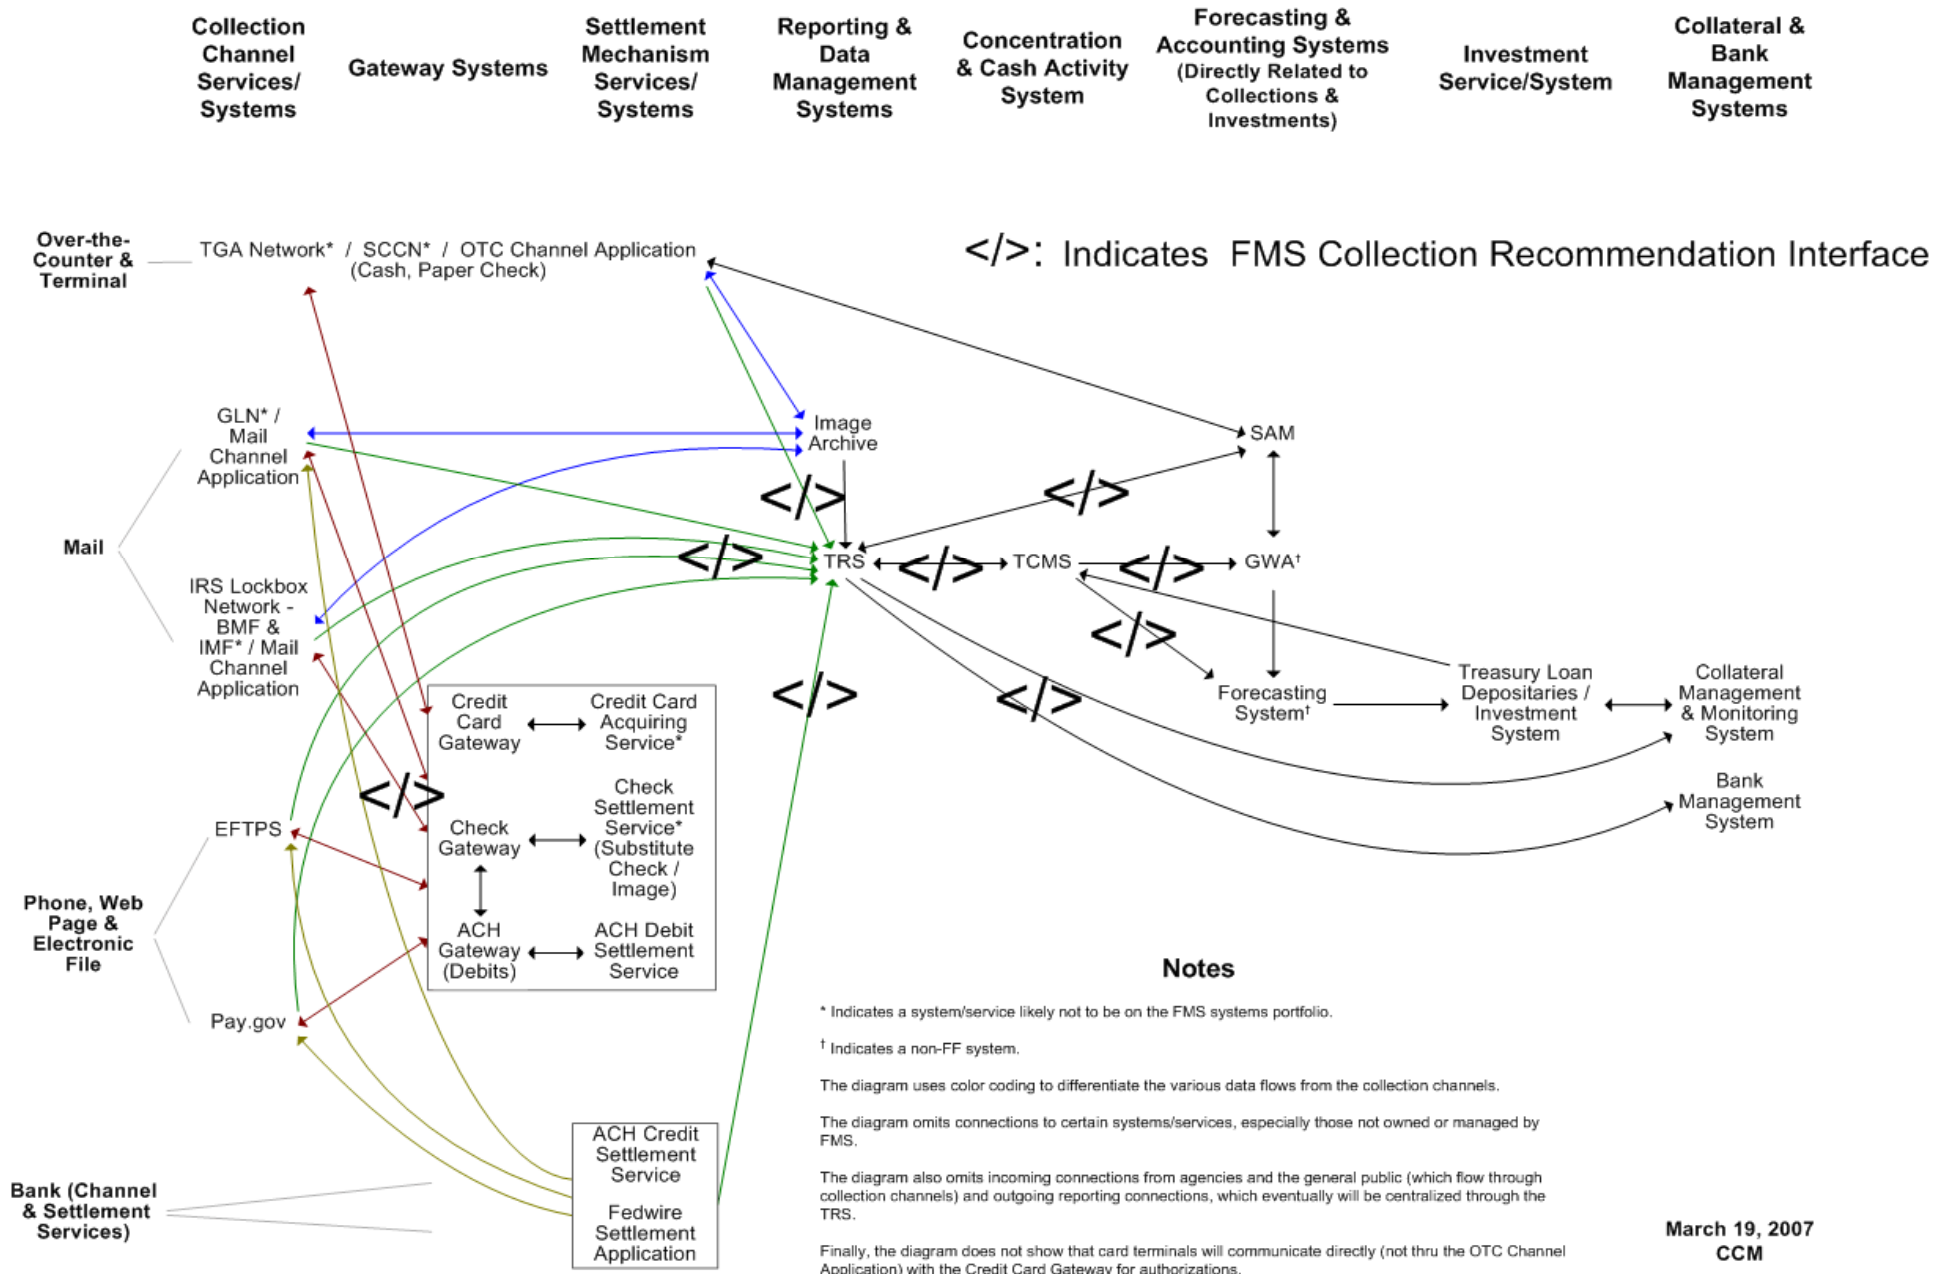 Collection
Channel
Services/
Systems
Gateway Systems
Settlement
Mechanism
Services/
Systems
Reporting &
Data
Management
Systems
Concentration
& Cash Activity
System
Forecasting &
Accounting Systems
(Directly Related to
Collections &
Investments)
Investment
Service/System
Collateral &
Bank
Management
Systems
Over-the-
Counter &
Terminal
TGA Network* / SCCN* / OTC Channel Application
(Cash, Paper Check)
</>: Indicates FMS Collection Recommendation Interface
GLN* /
Mail
Channel
Application
Image
Archive
SAM
</>
</>
Mail
</>
TRS
</>
TCMS
</>
GWA†
IRS Lockbox
Network -
BMF &
IMF* / Mail
Channel
Application
</>
</>
</>
Forecasting
System†
Treasury Loan
Depositaries /
Investment
System
Collateral
Management
& Monitoring
System
Credit
Card
Gateway
Credit Card
Acquiring
Service*
</>
Check
Gateway
Check
Settlement
Service*
(Substitute
Check /
Image)
Bank
Management
System
EFTPS
Phone, Web
Page &
Electronic
File
ACH
Gateway
(Debits)
ACH Debit
Settlement
Service
Pay.gov
Notes
* Indicates a system/service likely not to be on the FMS systems portfolio.
† Indicates a non-FF system.
The diagram uses color coding to differentiate the various data flows from the collection channels.
The diagram omits connections to certain systems/services, especially those not owned or managed by
FMS.
The diagram also omits incoming connections from agencies and the general public (which flow through
collection channels) and outgoing reporting connections, which eventually will be centralized through the
TRS.
Finally, the diagram does not show that card terminals will communicate directly (not thru the OTC Channel
Application) with the Credit Card Gateway for authorizations.
Bank (Channel
& Settlement
Services)
ACH Credit
Settlement
Service
Fedwire
Settlement
Application
March 19, 2007
CCM